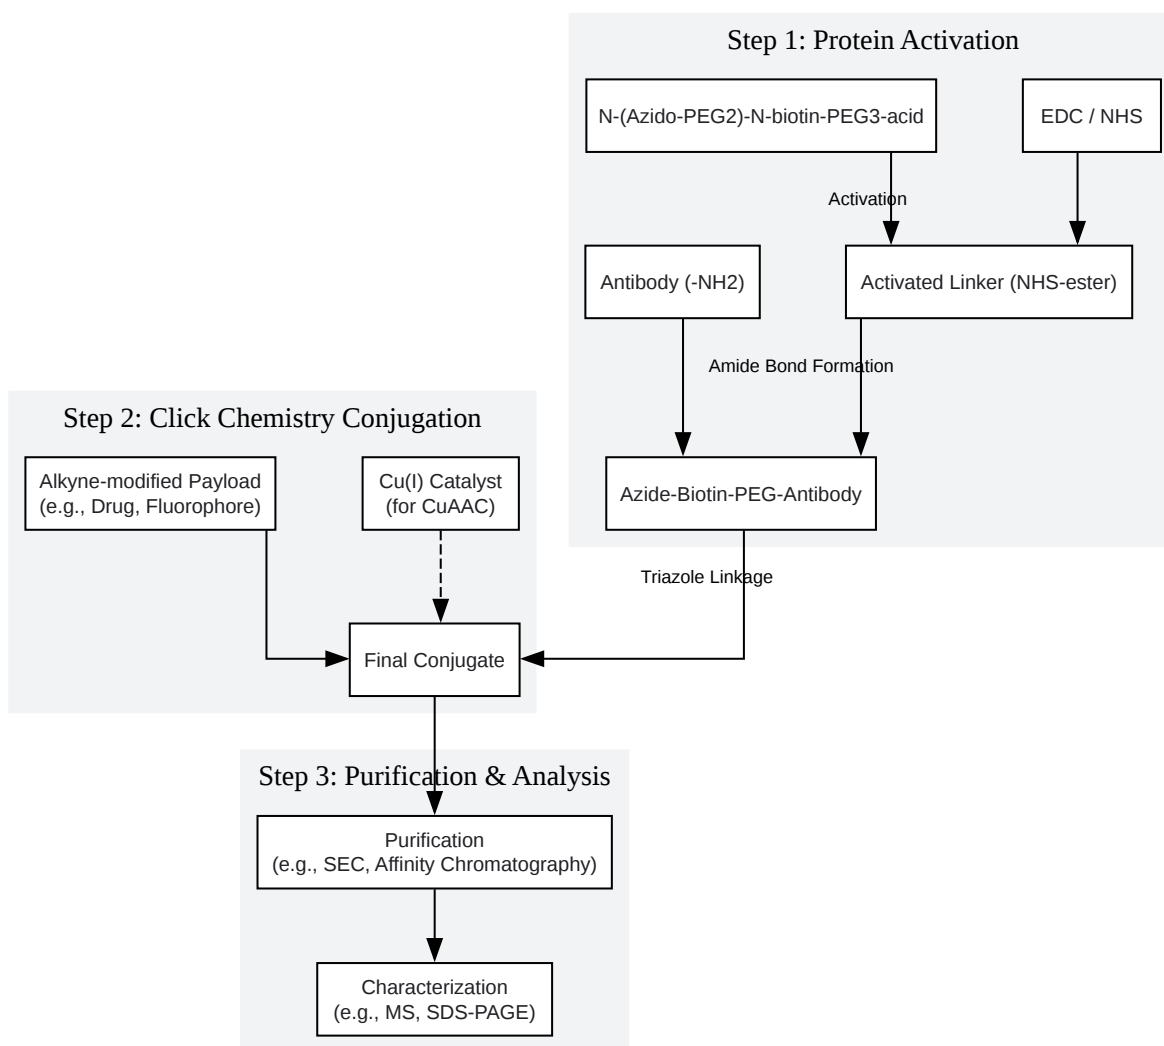 Step 1: Protein Activation
N-(Azido-PEG2)-N-biotin-PEG3-acid
EDC / NHS
Activation
Antibody (-NH2)
Activated Linker (NHS-ester)
Amide Bond Formation
Azide-Biotin-PEG-Antibody
Step 2: Click Chemistry Conjugation
Alkyne-modified Payload
(e.g., Drug, Fluorophore)
Cu(I) Catalyst
(for CuAAC)
Triazole Linkage
Final Conjugate
Step 3: Purification & Analysis
Purification
(e.g., SEC, Affinity Chromatography)
Characterization
(e.g., MS, SDS-PAGE)